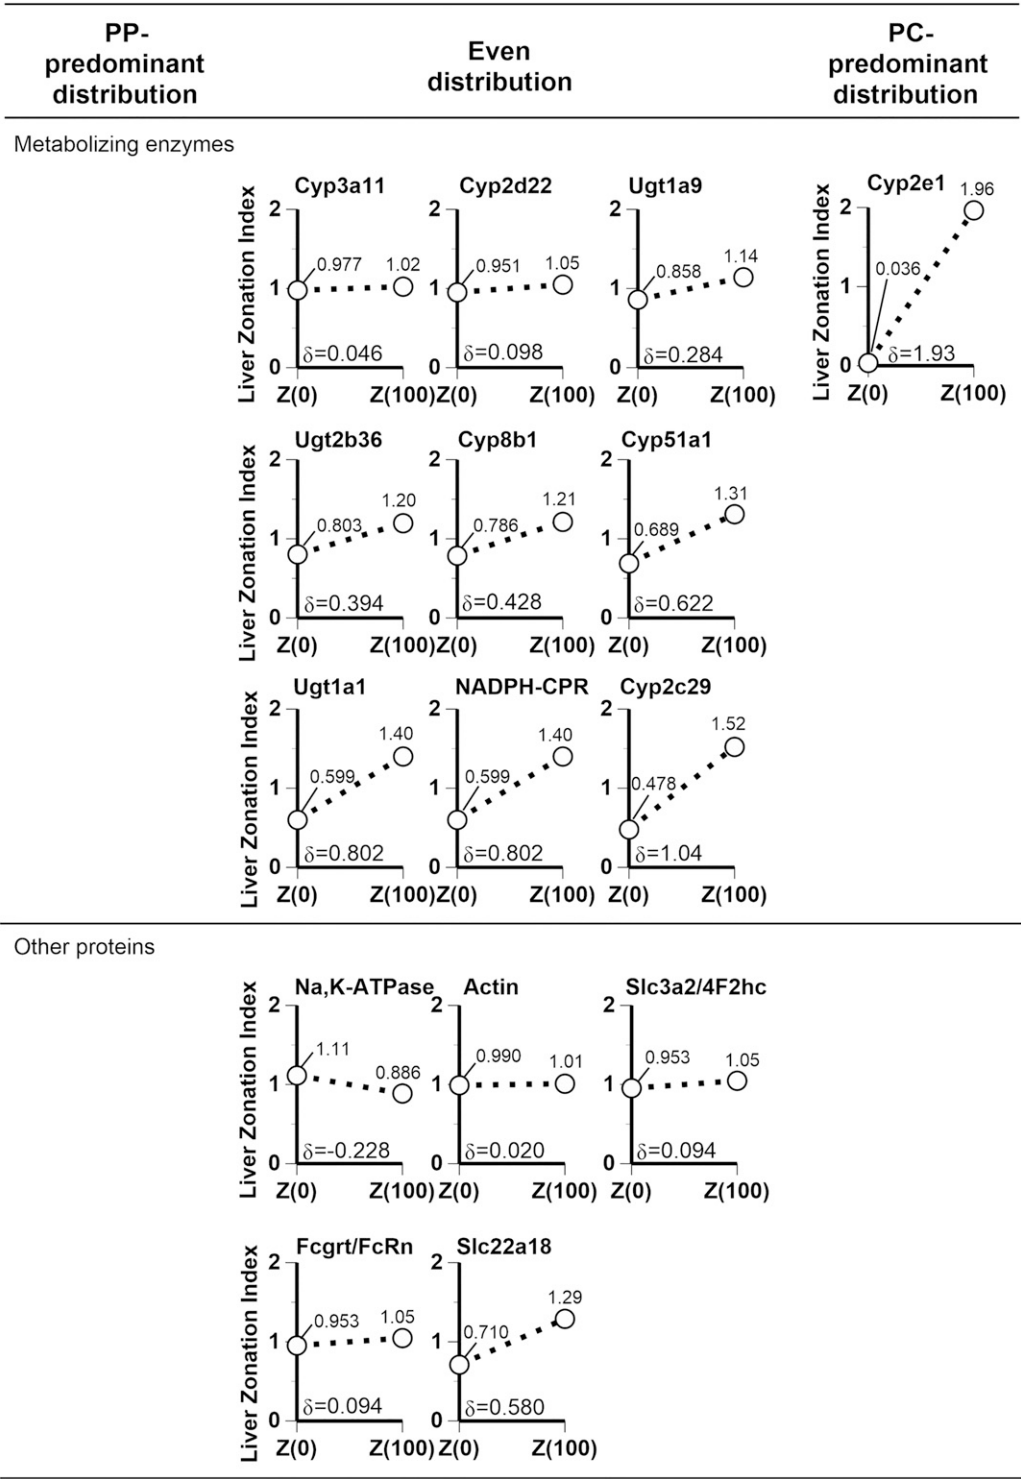 PP-
predominant
distribution
Even
distribution
PC-
predominant
distribution
Metabolizing enzymes
Liver Zonation Index
Cyp3a11
2
1
0
0.977
1.02
δ=0.046
Z(0)
Z(100)
Cyp2d22
2
1
0
0.951
1.05
δ=0.098
Z(0)
Z(100)
Ugt1a9
2
1
0
0.858
1.14
δ=0.284
Z(0)
Z(100)
Liver Zonation Index
Cyp2e1
2
1
0
0.036
1.96
δ=1.93
Z(0)
Z(100)
Liver Zonation Index
Ugt2b36
2
1
0
0.803
1.20
δ=0.394
Z(0)
Z(100)
Cyp8b1
2
1
0
0.786
1.21
δ=0.428
Z(0)
Z(100)
Cyp51a1
2
1
0
0.689
1.31
δ=0.622
Z(0)
Z(100)
Liver Zonation Index
Ugt1a1
2
1
0
0.599
1.40
δ=0.802
Z(0)
Z(100)
NADPH-CPR
2
1
0
0.599
1.40
δ=0.802
Z(0)
Z(100)
Cyp2c29
2
1
0
0.478
1.52
δ=1.04
Z(0)
Z(100)
Other proteins
Liver Zonation Index
Na,K-ATPase
2
1
0
1.11
0.886
δ=-0.228
Z(0)
Z(100)
Actin
2
1
0
0.990
1.01
δ=0.020
Z(0)
Z(100)
Slc3a2/4F2hc
2
1
0
0.953
1.05
δ=0.094
Z(0)
Z(100)
Liver Zonation Index
Fcgrt/FcRn
2
1
0
0.953
1.05
δ=0.094
Z(0)
Z(100)
Slc22a18
2
1
0
0.710
1.29
δ=0.580
Z(0)
Z(100)